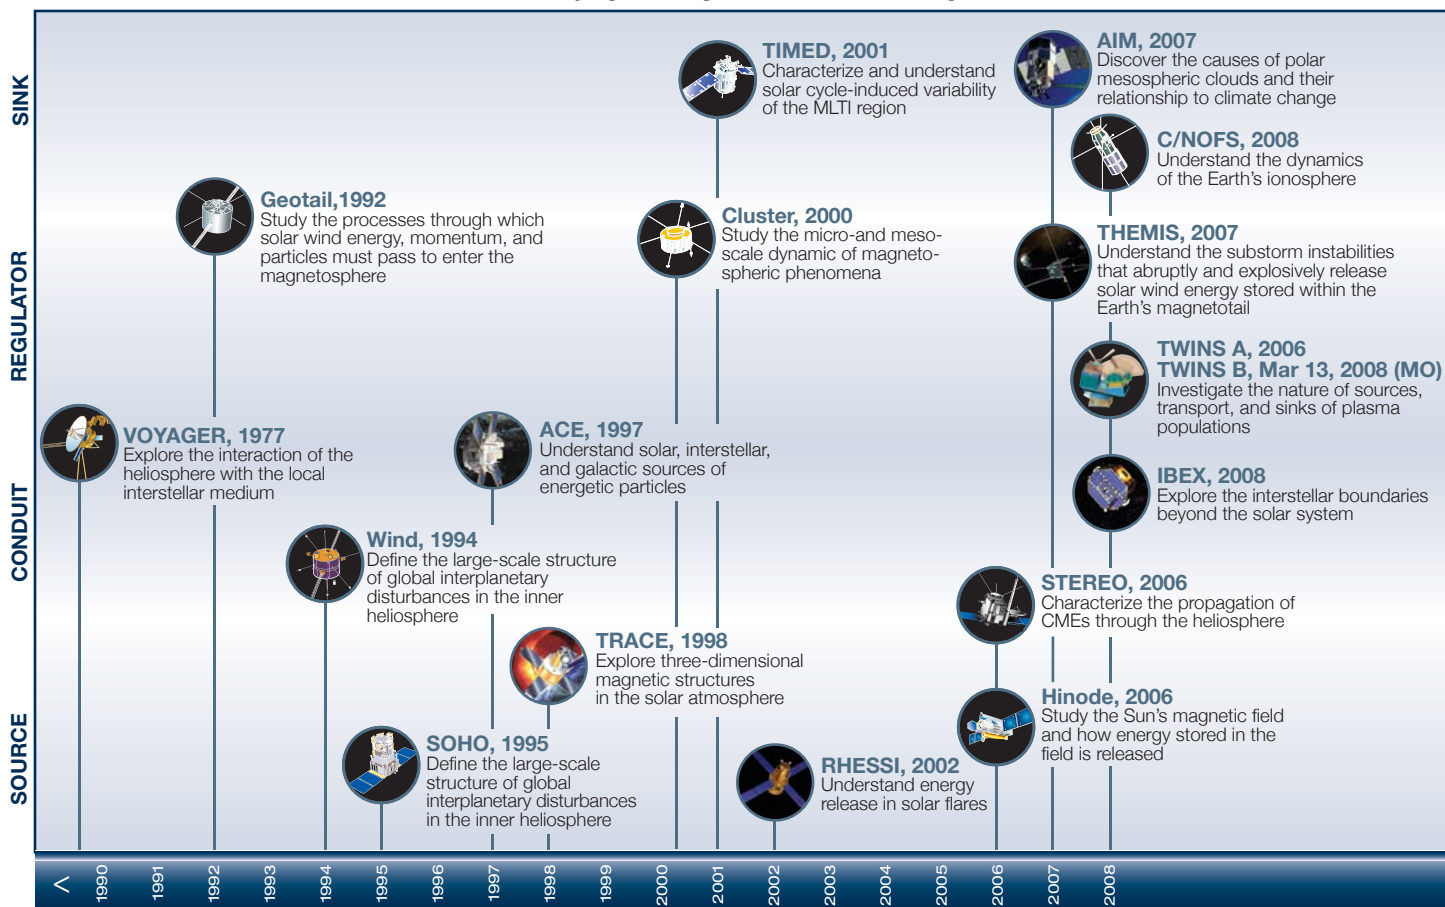 SINK
REGULATOR
CONDUIT
SOURCE
TIMED, 2001
Characterize and understand
solar cycle-induced variability
of the MLTI region
AIM, 2007
Discover the causes of polar
mesospheric clouds and their
relationship to climate change
C/NOFS, 2008
Understand the dynamics
of the Earth's ionosphere
Geotail,1992
Study the processes through which
solar wind energy, momentum, and
particles must pass to enter the
magnetosphere
Cluster, 2000
Study the micro-and meso-
scale dynamic of magneto-
spheric phenomena
THEMIS, 2007
Understand the substorm instabilities
that abruptly and explosively release
solar wind energy stored within the
Earth's magnetotail
TWINS A, 2006
TWINS B, Mar 13, 2008 (MO)
Investigate the nature of sources,
transport, and sinks of plasma
populations
VOYAGER, 1977
Explore the interaction of the
heliosphere with the local
interstellar medium
ACE, 1997
Understand solar, interstellar,
and galactic sources of
energetic particles
IBEX, 2008
Explore the interstellar boundaries
beyond the solar system
Wind, 1994
Define the large-scale structure
of global interplanetary
disturbances in the inner
heliosphere
STEREO, 2006
Characterize the propagation of
CMEs through the heliosphere
TRACE, 1998
Explore three-dimensional
magnetic structures
in the solar atmosphere
Hinode, 2006
Study the Sun's magnetic field
and how energy stored in the
field is released
SOHO, 1995
Define the large-scale
structure of global
interplanetary disturbances
in the inner heliosphere
RHESSI, 2002
Understand energy
release in solar flares
<
1990
1991
1992
1993
1994
1995
1996
1997
1998
1999
2000
2001
2002
2003
2004
2005
2006
2007
2008